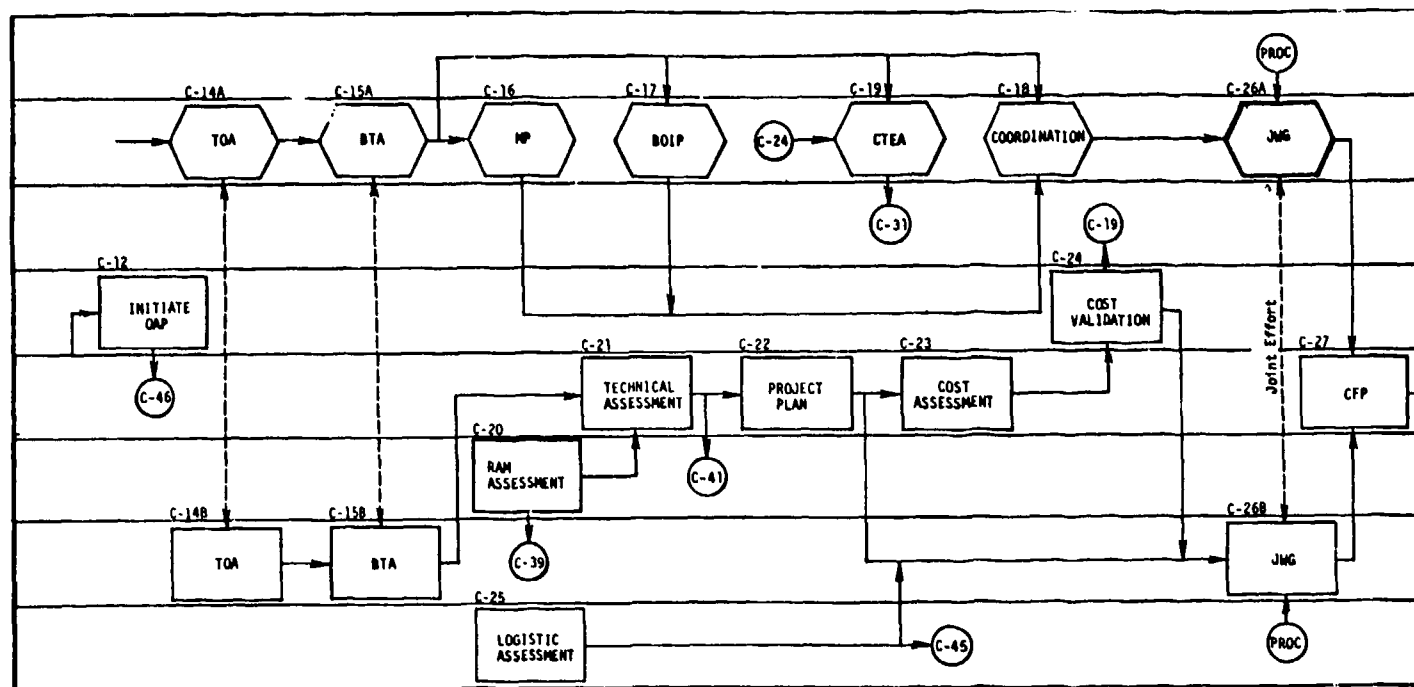 PROC
C-14A
C-15A
C-16
C-17
C-19
C-18
C-26A
TOA
BTA
MP
BOIP
C-24
CTEA
COORDINATION
JWG
C-31
C-19
C-12
C-24
INITIATE
OAP
COST
VALIDATION
Joint Effort
C-46
C-21
C-22
C-23
C-27
TECHNICAL
ASSESSMENT
PROJECT
PLAN
COST
ASSESSMENT
CFP
C-20
RAM
ASSESSMENT
C-41
C-14B
C-15B
C-26B
TOA
BTA
C-39
JWG
C-25
LOGISTIC
ASSESSMENT
C-45
PROC